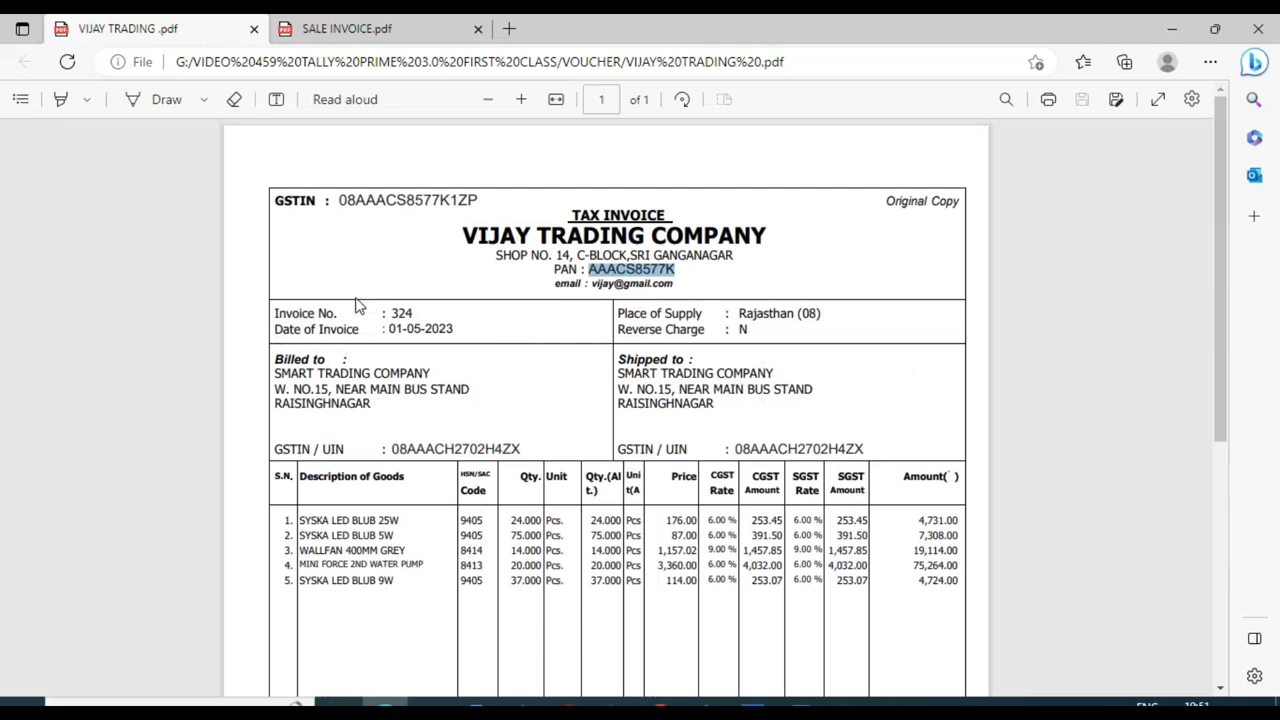 VIJAY TRADING .pdf
SALE INVOICE.pdf
File
G:/VIDEO%20459%20TALLY%20PRIME%203.0%20FIRST%20CLASS/VOUCHER/VIJAY%20TRADING%20.pdf
Draw
Read aloud
1 of 1
GSTIN : 08AAACS8577K1ZP
Original Copy
TAX INVOICE
VIJAY TRADING COMPANY
SHOP NO. 14, C-BLOCK,SRI GANGANAGAR
PAN : AAACS8577K
email : vijay@gmail.com
Invoice No. : 324
Date of Invoice : 01-05-2023
Place of Supply : Rajasthan (08)
Reverse Charge : N
Billed to :
SMART TRADING COMPANY
W. NO.15, NEAR MAIN BUS STAND
RAISINGHNAGAR
GSTIN / UIN : 08AAACH2702H4ZX
Shipped to :
SMART TRADING COMPANY
W. NO.15, NEAR MAIN BUS STAND
RAISINGHNAGAR
GSTIN / UIN : 08AAACH2702H4ZX
S.N. Description of Goods HSN/SAC Code Qty. Unit Qty.(Alt.) Unit(A Price CGST Rate CGST Amount SGST Rate SGST Amount Amount(`)
1. SYSKA LED BLUB 25W 9405 24.000 Pcs. 24.000 Pcs 176.00 6.00 % 253.45 6.00 % 253.45 4,731.00
2. SYSKA LED BLUB 5W 9405 75.000 Pcs. 75.000 Pcs 87.00 6.00 % 391.50 6.00 % 391.50 7,308.00
3. WALLFAN 400MM GREY 8414 14.000 Pcs. 14.000 Pcs 1,157.02 9.00 % 1,457.85 9.00 % 1,457.85 19,114.00
4. MINI FORCE 2ND WATER PUMP 8413 20.000 Pcs. 20.000 Pcs 3,360.00 6.00 % 4,032.00 6.00 % 4,032.00 75,264.00
5. SYSKA LED BLUB 9W 9405 37.000 Pcs. 37.000 Pcs 114.00 6.00 % 253.07 6.00 % 253.07 4,724.00